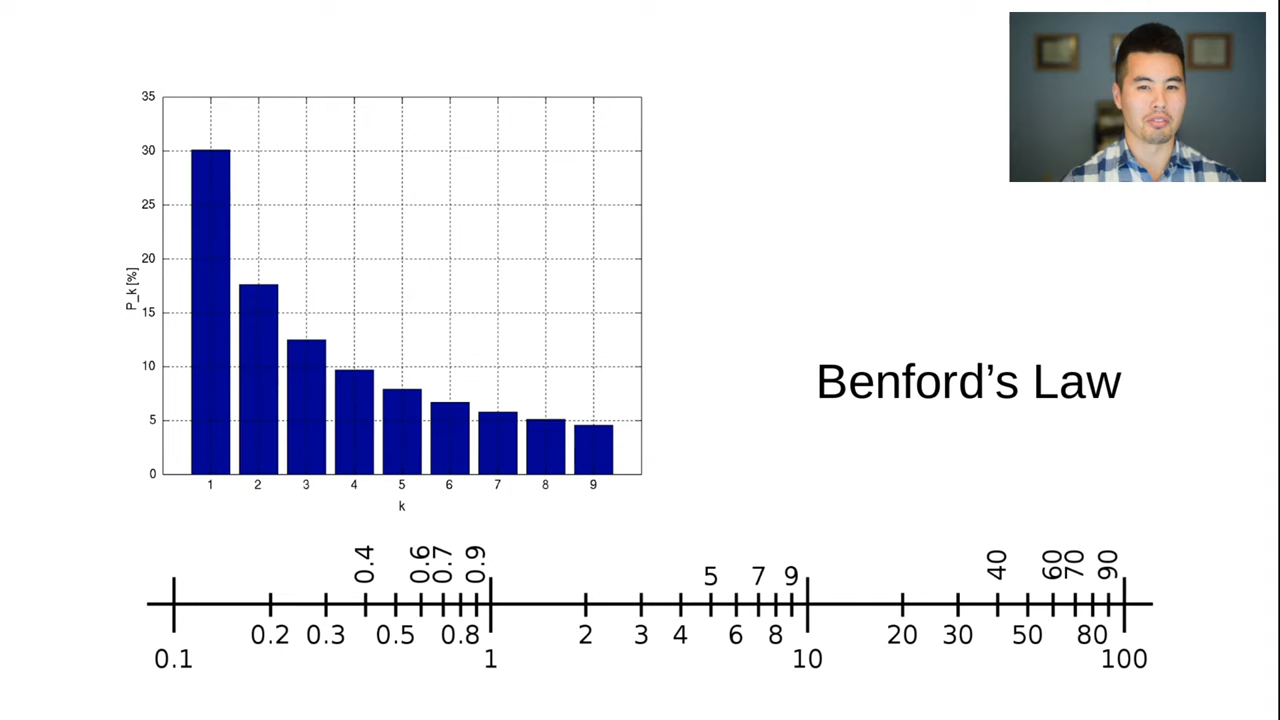 35
30
25
20
15
10
5
0
P_k [%]
1 2 3 4 5 6 7 8 9
k
Benford’s Law
0.4 0.6 0.7 0.9 5 7 9 40 60 70 90
0.2 0.3 0.5 0.8 2 3 4 6 8 20 30 50 80
0.1 1 10 100